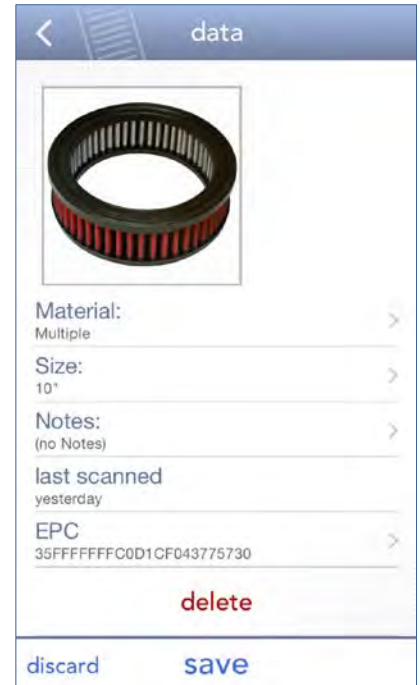 data
Material:
Multiple
Size:
10"
Notes:
(no Notes)
last scanned
yesterday
EPC
35FFFFFFFC0D1CF043775730
delete
discard save